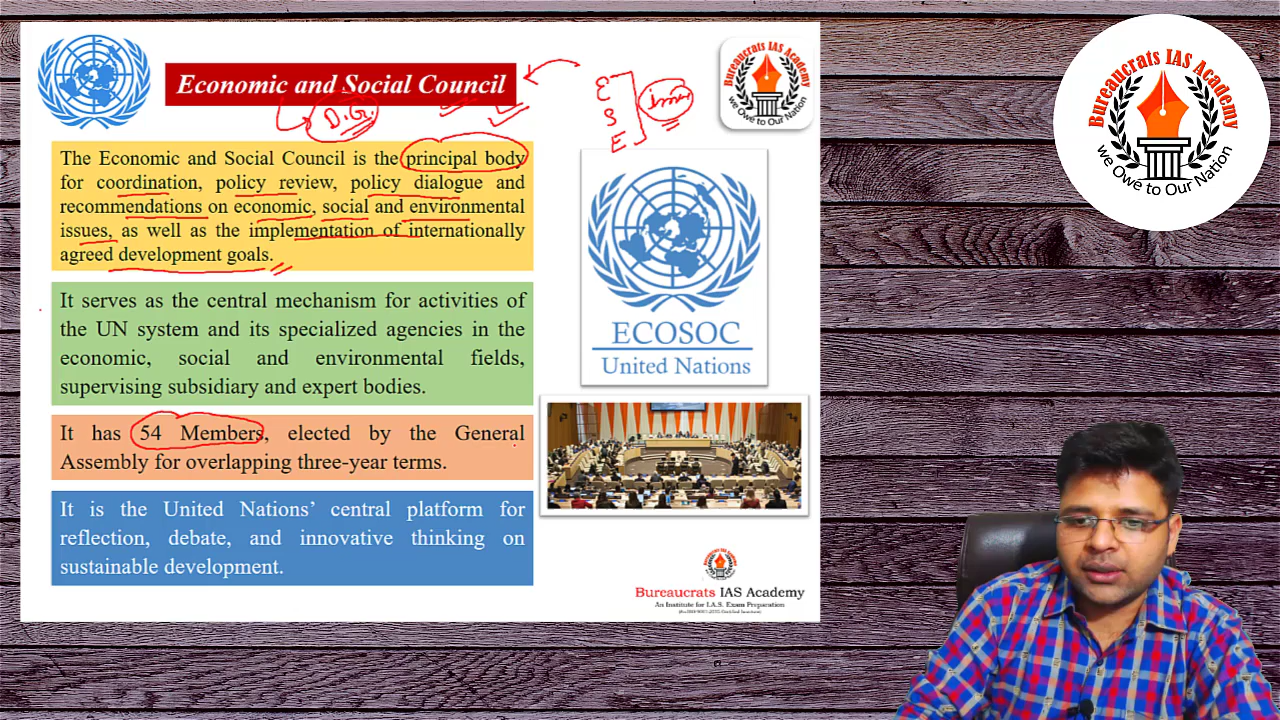 Economic and Social Council
D.G.
E
S
E
imp
Bureaucrats IAS Academy
we Owe to Our Nation
Bureaucrats IAS Academy
we Owe to Our Nation
The Economic and Social Council is the principal body
for coordination, policy review, policy dialogue and
recommendations on economic, social and environmental
issues, as well as the implementation of internationally
agreed development goals.
It serves as the central mechanism for activities of
the UN system and its specialized agencies in the
economic, social and environmental fields,
supervising subsidiary and expert bodies.
It has 54 Members, elected by the General
Assembly for overlapping three-year terms.
It is the United Nations' central platform for
reflection, debate, and innovative thinking on
sustainable development.
ECOSOC
United Nations
Bureaucrats IAS Academy
An Institute for I.A.S. Exam Preparation